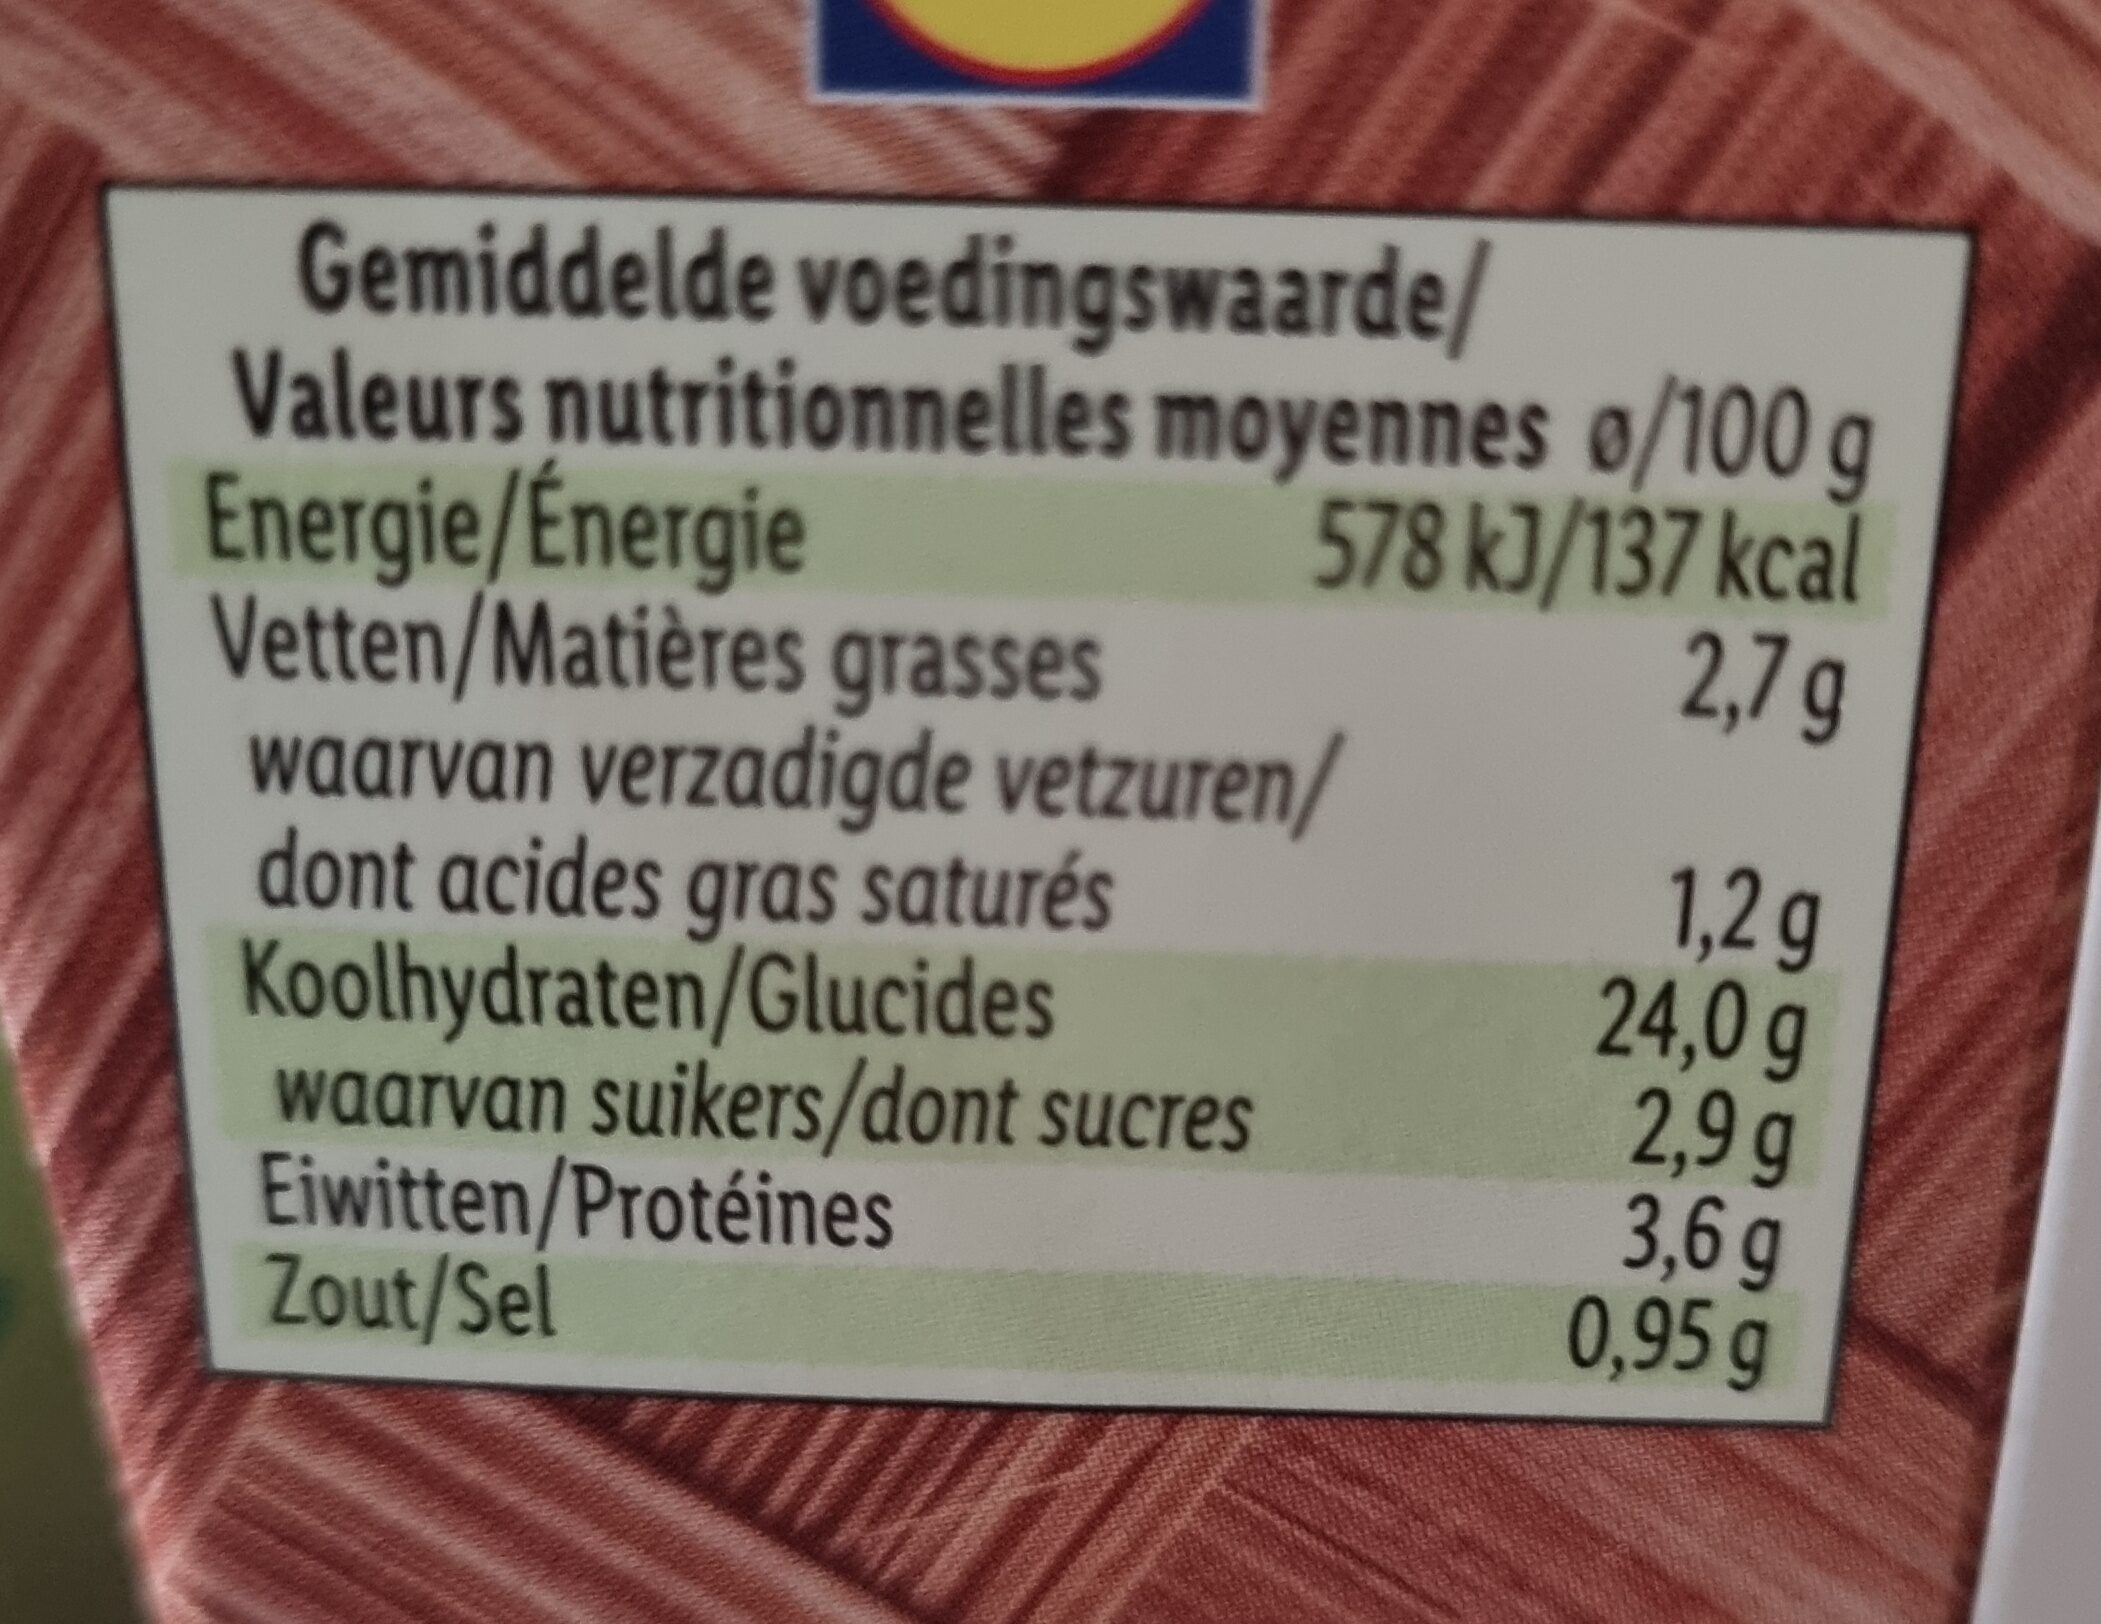 Gemiddelde voedingswaarde/
Valeurs nutritionnelles moyennes ø/100 g
Energie/Énergie 578 kJ/137 kcal
Vetten/Matières grasses 2,7 g
waarvan verzadigde vetzuren/
dont acides gras saturés 1,2 g
Koolhydraten/Glucides 24,0 g
waarvan suikers/dont sucres 2,9 g
Eiwitten/Protéines 3,6 g
Zout/Sel 0,95 g